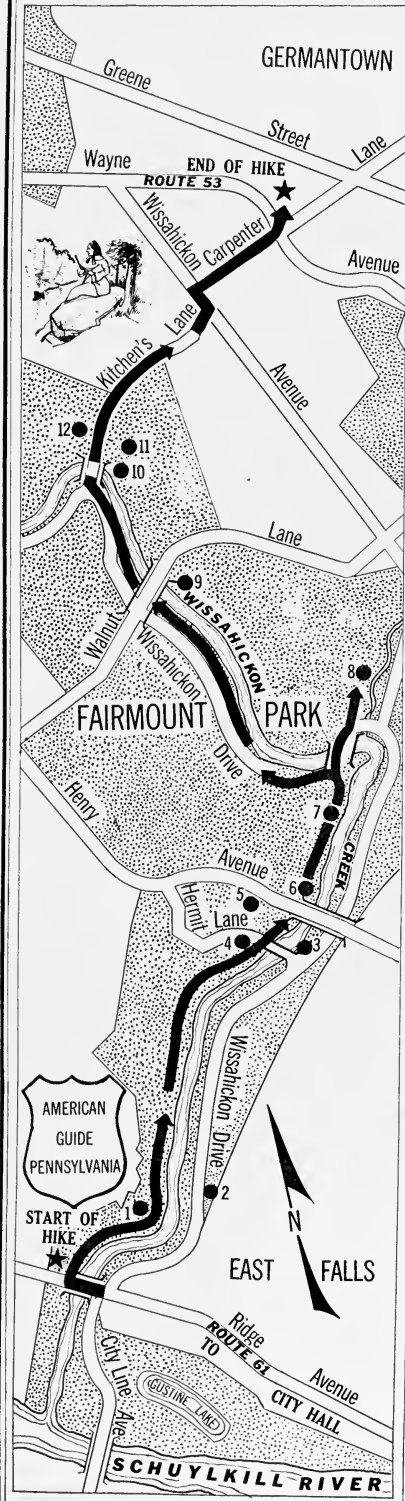 GERMANTOWN
Greene
Street
Lane
Wayne
END OF HIKE
ROUTE 53
Wissahickon
Carpenter
Avenue
Kitchen's
Lane
Avenue
12
11
10
Lane
9
Walnut
WISSAHICKON
Wissahickon
8
FAIRMOUNT PARK
Drive
7
Henry
CREEK
Avenue
6
5
Hermit
Lane
4
3
Wissahickon Drive
AMERICAN
GUIDE
PENNSYLVANIA
1
2
START OF
HIKE
N
EAST FALLS
Ridge
ROUTE 61
Avenue
TO
CITY HALL
City Line Ave.
GUSTINE LAKE
SCHUYLKILL RIVER